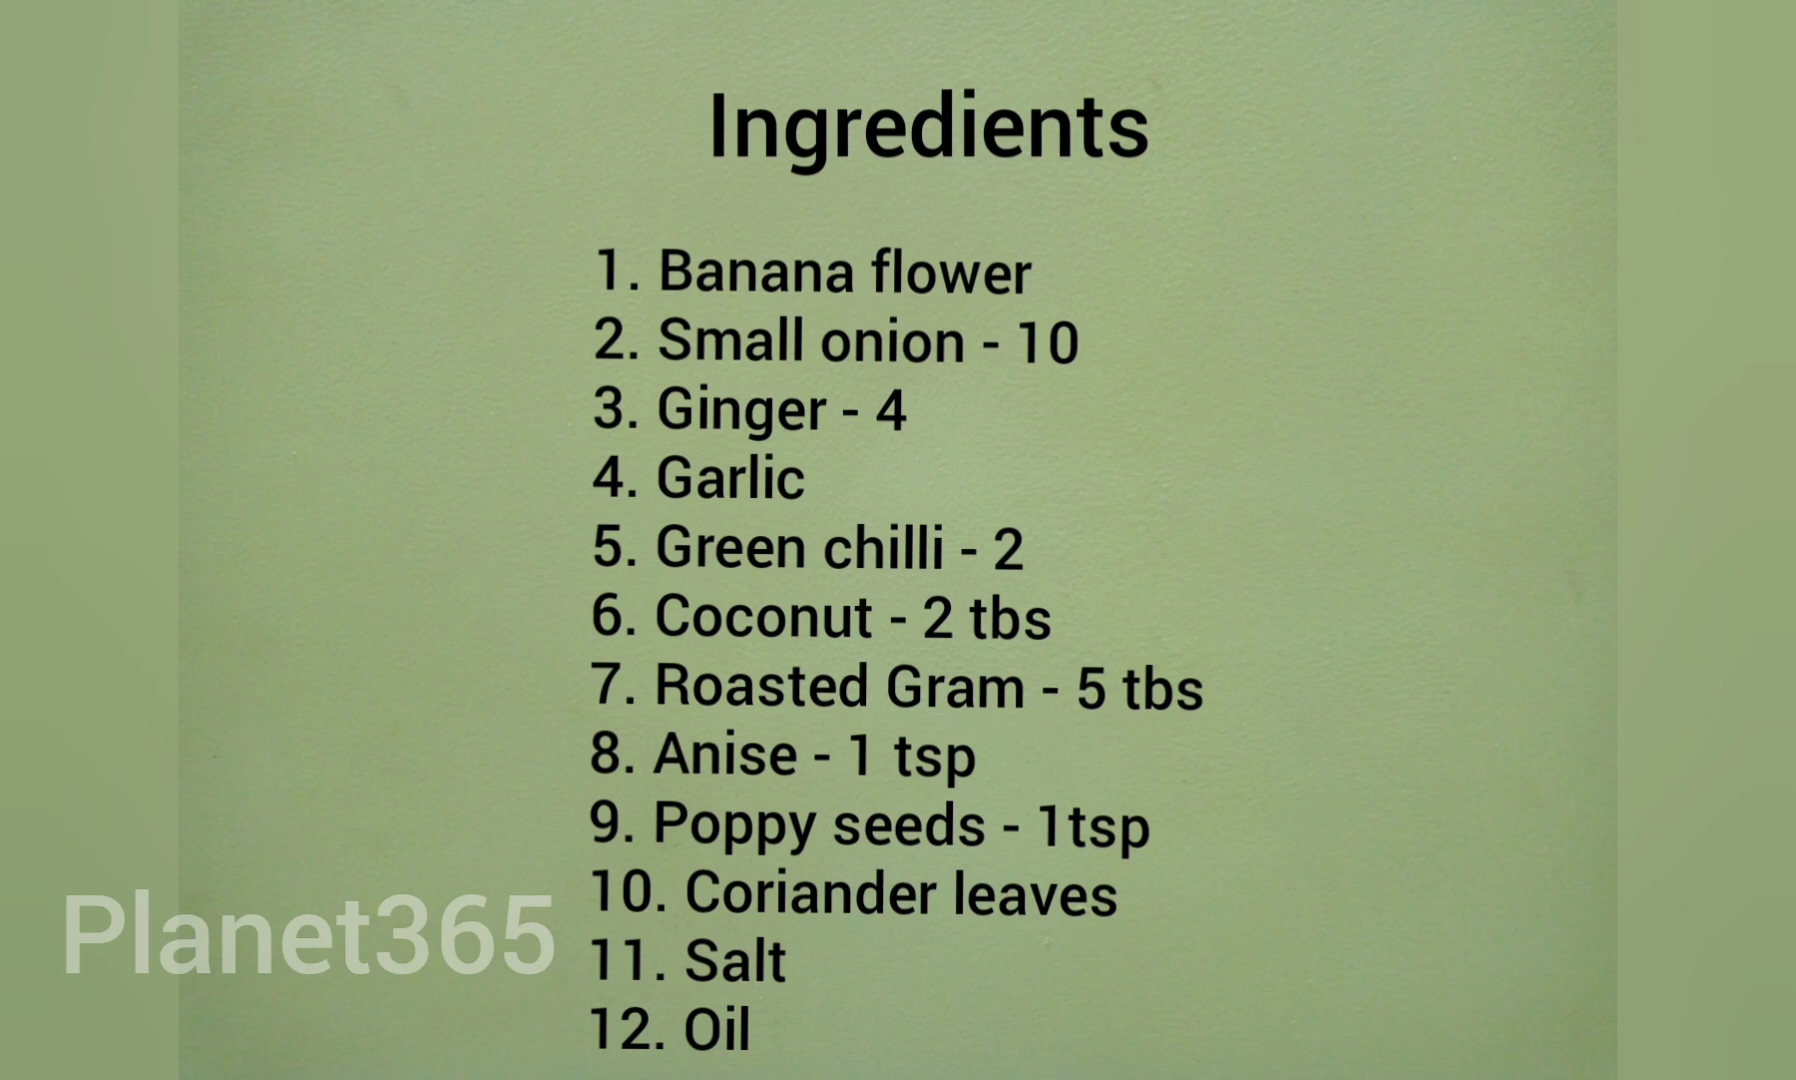 Ingredients
1. Banana flower
2. Small onion - 10
3. Ginger - 4
4. Garlic
5. Green chilli - 2
6. Coconut - 2 tbs
7. Roasted Gram - 5 tbs
8. Anise - 1 tsp
9. Poppy seeds - 1tsp
10. Coriander leaves
11. Salt
12. Oil
Planet365